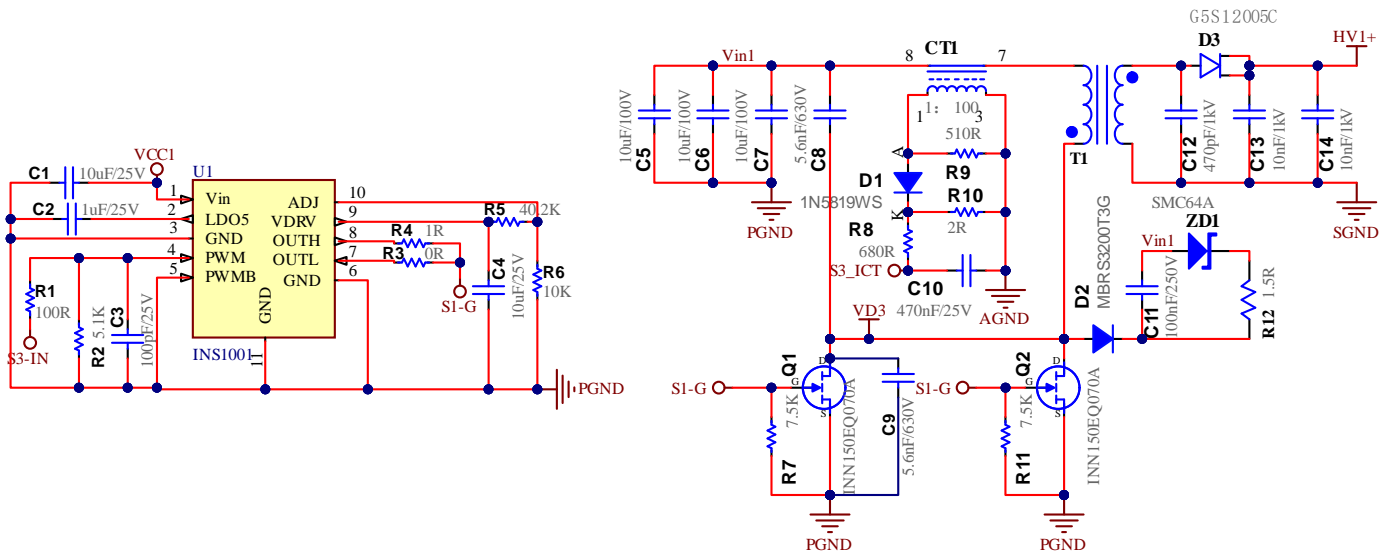 VCC1
C1
10uF/25V
C2
1uF/25V
U1
1
2
3
4
5
Vin
LDO5
GND
PWM
PWMB
GND
ADJ
VDRV
OUTH
OUTL
GND
10
9
8
7
6
11
INS1001
R1
100R
S3-IN
R2
5.1K
C3
100pF/25V
R4
1R
R3
0R
S1-G
R5
40.2K
C4
10uF/25V
R6
10K
PGND
Vin1
C5
10uF/100V
C6
10uF/100V
C7
10uF/100V
C8
5.6nF/630V
PGND
8
CT1
7
1
1: 100
3
510R
R9
A
D1
1N5819WS
K
R10
2R
R8
680R
S3_ICT
C10
470nF/25V
AGND
T1
G5S12005C
D3
HV1+
C12
470pF/1kV
C13
10nF/1kV
C14
10nF/1kV
SGND
SMC64A
ZD1
Vin1
C11
100nF/250V
R12
1.5R
D2
MBRS3200T3G
VD3
S1-G
Q1
D
G
S
INN150EQ070A
7.5K
R7
C9
5.6nF/630V
PGND
S1-G
Q2
D
G
S
INN150EQ070A
7.5K
R11
PGND